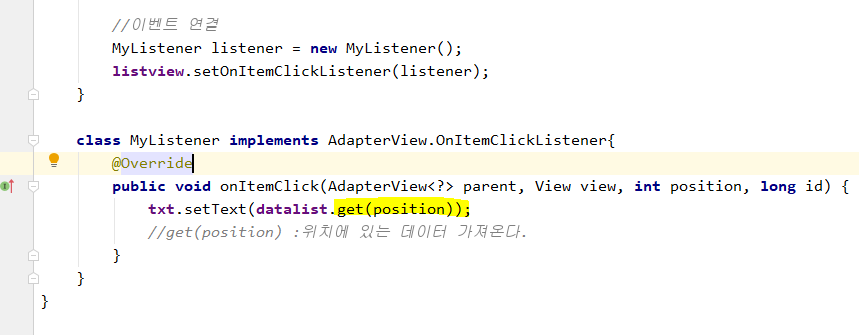 //이벤트 연결
MyListener listener = new MyListener();
listview.setOnItemClickListener(listener);
}
class MyListener implements AdapterView.OnItemClickListener{
@Override
public void onItemClick(AdapterView<?> parent, View view, int position, long id) {
txt.setText(datalist.get(position));
//get(position) :위치에 있는 데이터 가져온다.
}
}
}